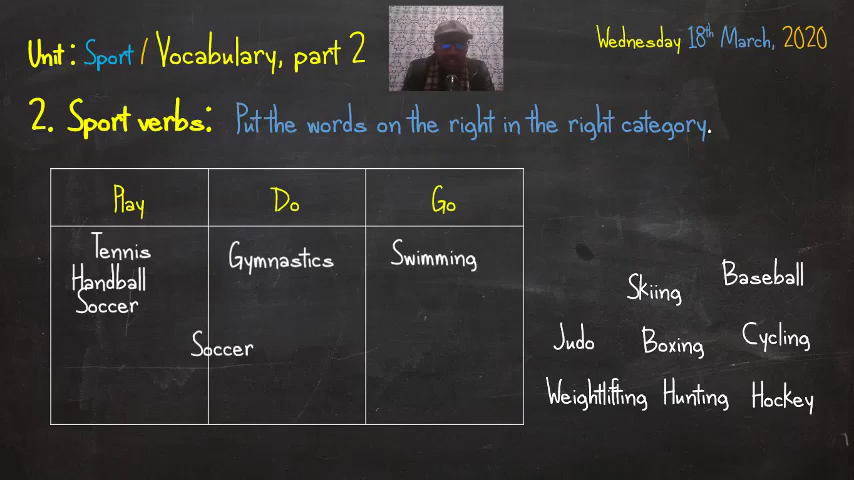 Unit: Sport / Vocabulary, part 2
Wednesday 18th March, 2020
2. Sport verbs: Put the words on the right in the right category.
Play Do Go
Tennis Gymnastics Swimming
Handball
Soccer
Soccer
Skiing Baseball
Judo Boxing Cycling
Weightlifting Hunting Hockey